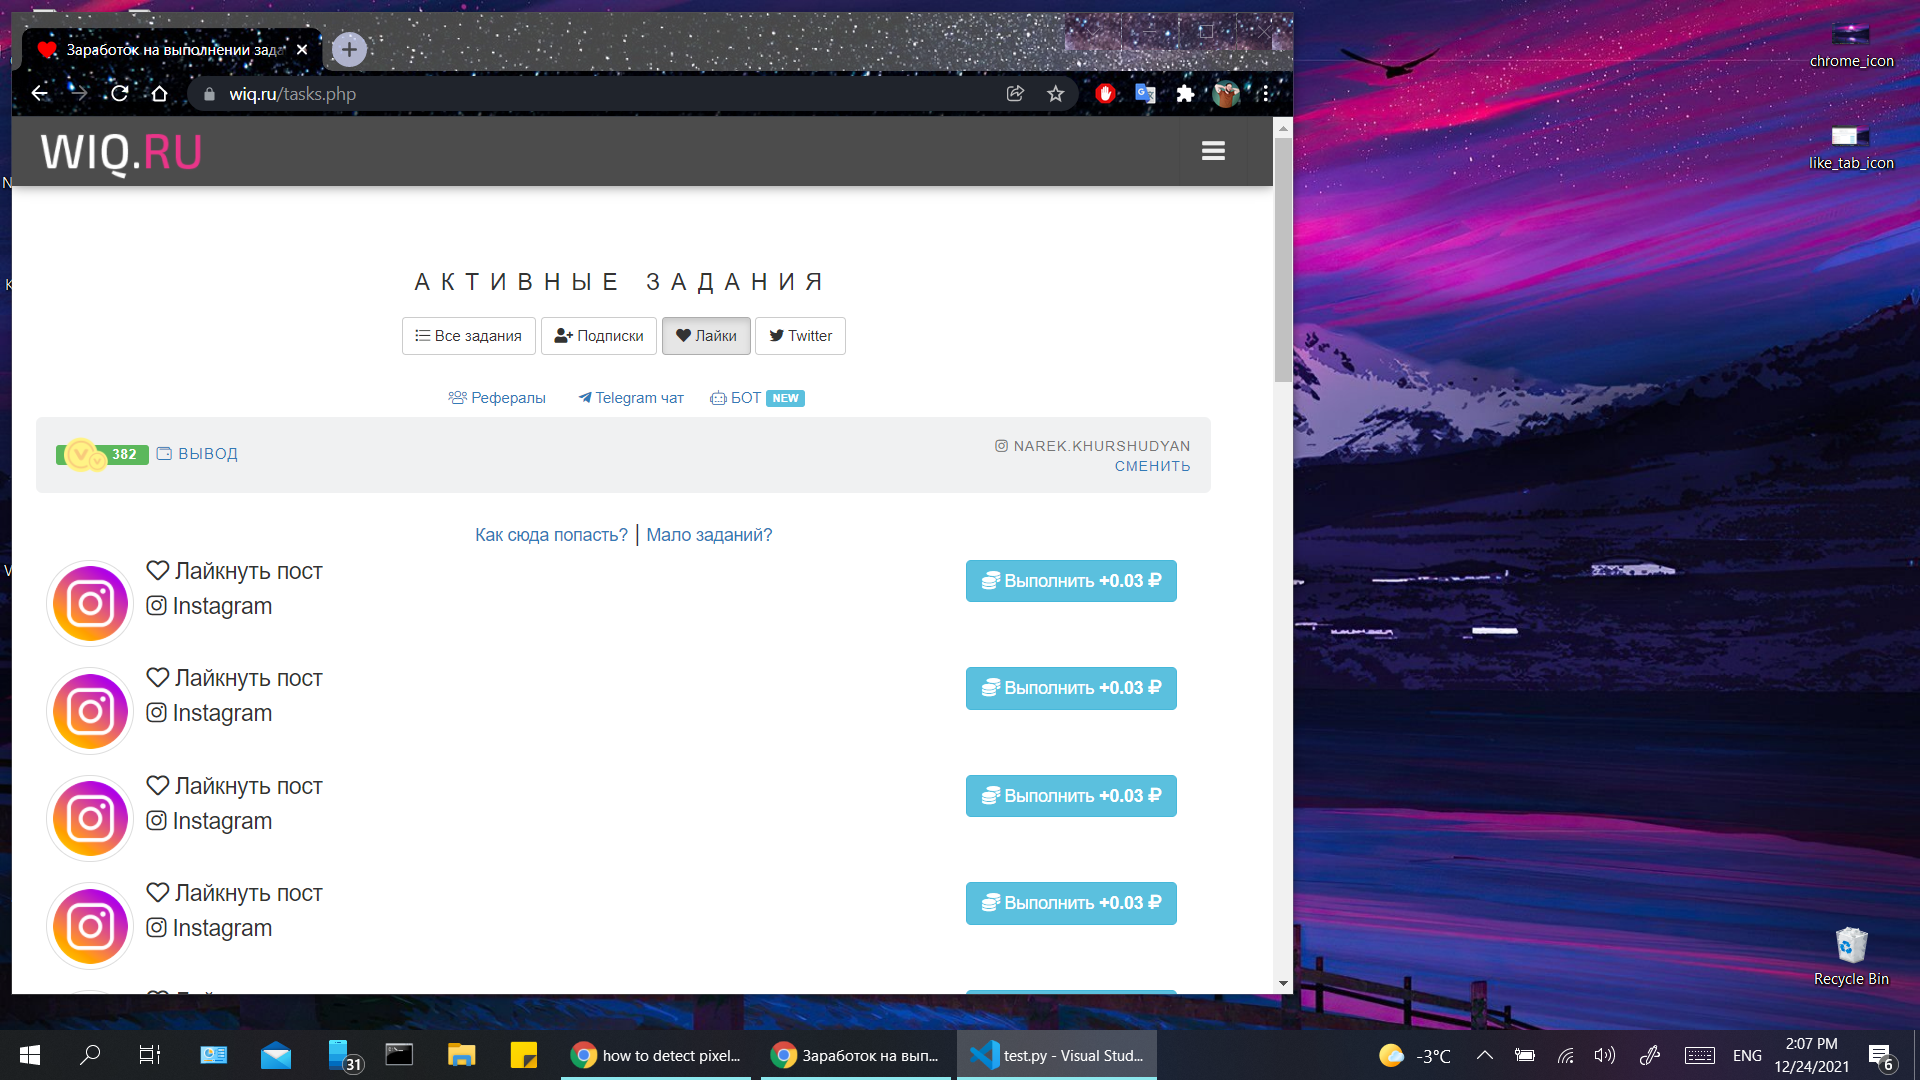 Заработок на выполнении зада
wiq.ru/tasks.php
WIQ.RU
АКТИВНЫЕ ЗАДАНИЯ
Все задания
Подписки
Лайки
Twitter
Рефералы
Telegram чат
БОТ NEW
382
ВЫВОД
NAREK.KHURSHUDYAN
СМЕНИТЬ
Как сюда попасть? | Мало заданий?
Лайкнуть пост
Instagram
Выполнить +0.03 ₽
Лайкнуть пост
Instagram
Выполнить +0.03 ₽
Лайкнуть пост
Instagram
Выполнить +0.03 ₽
Лайкнуть пост
Instagram
Выполнить +0.03 ₽
chrome_icon
like_tab_icon
Recycle Bin
31
how to detect pixel...
Заработок на вып...
test.py - Visual Stud...
-3°C
ENG
2:07 PM
12/24/2021
6